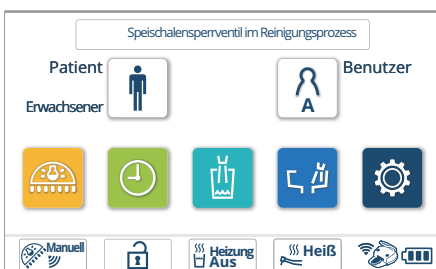 Speischalensperrventil im Reinigungsprozess
Patient
Benutzer
Erwachsener
A
Manuell
Heizung
Aus
Heiß